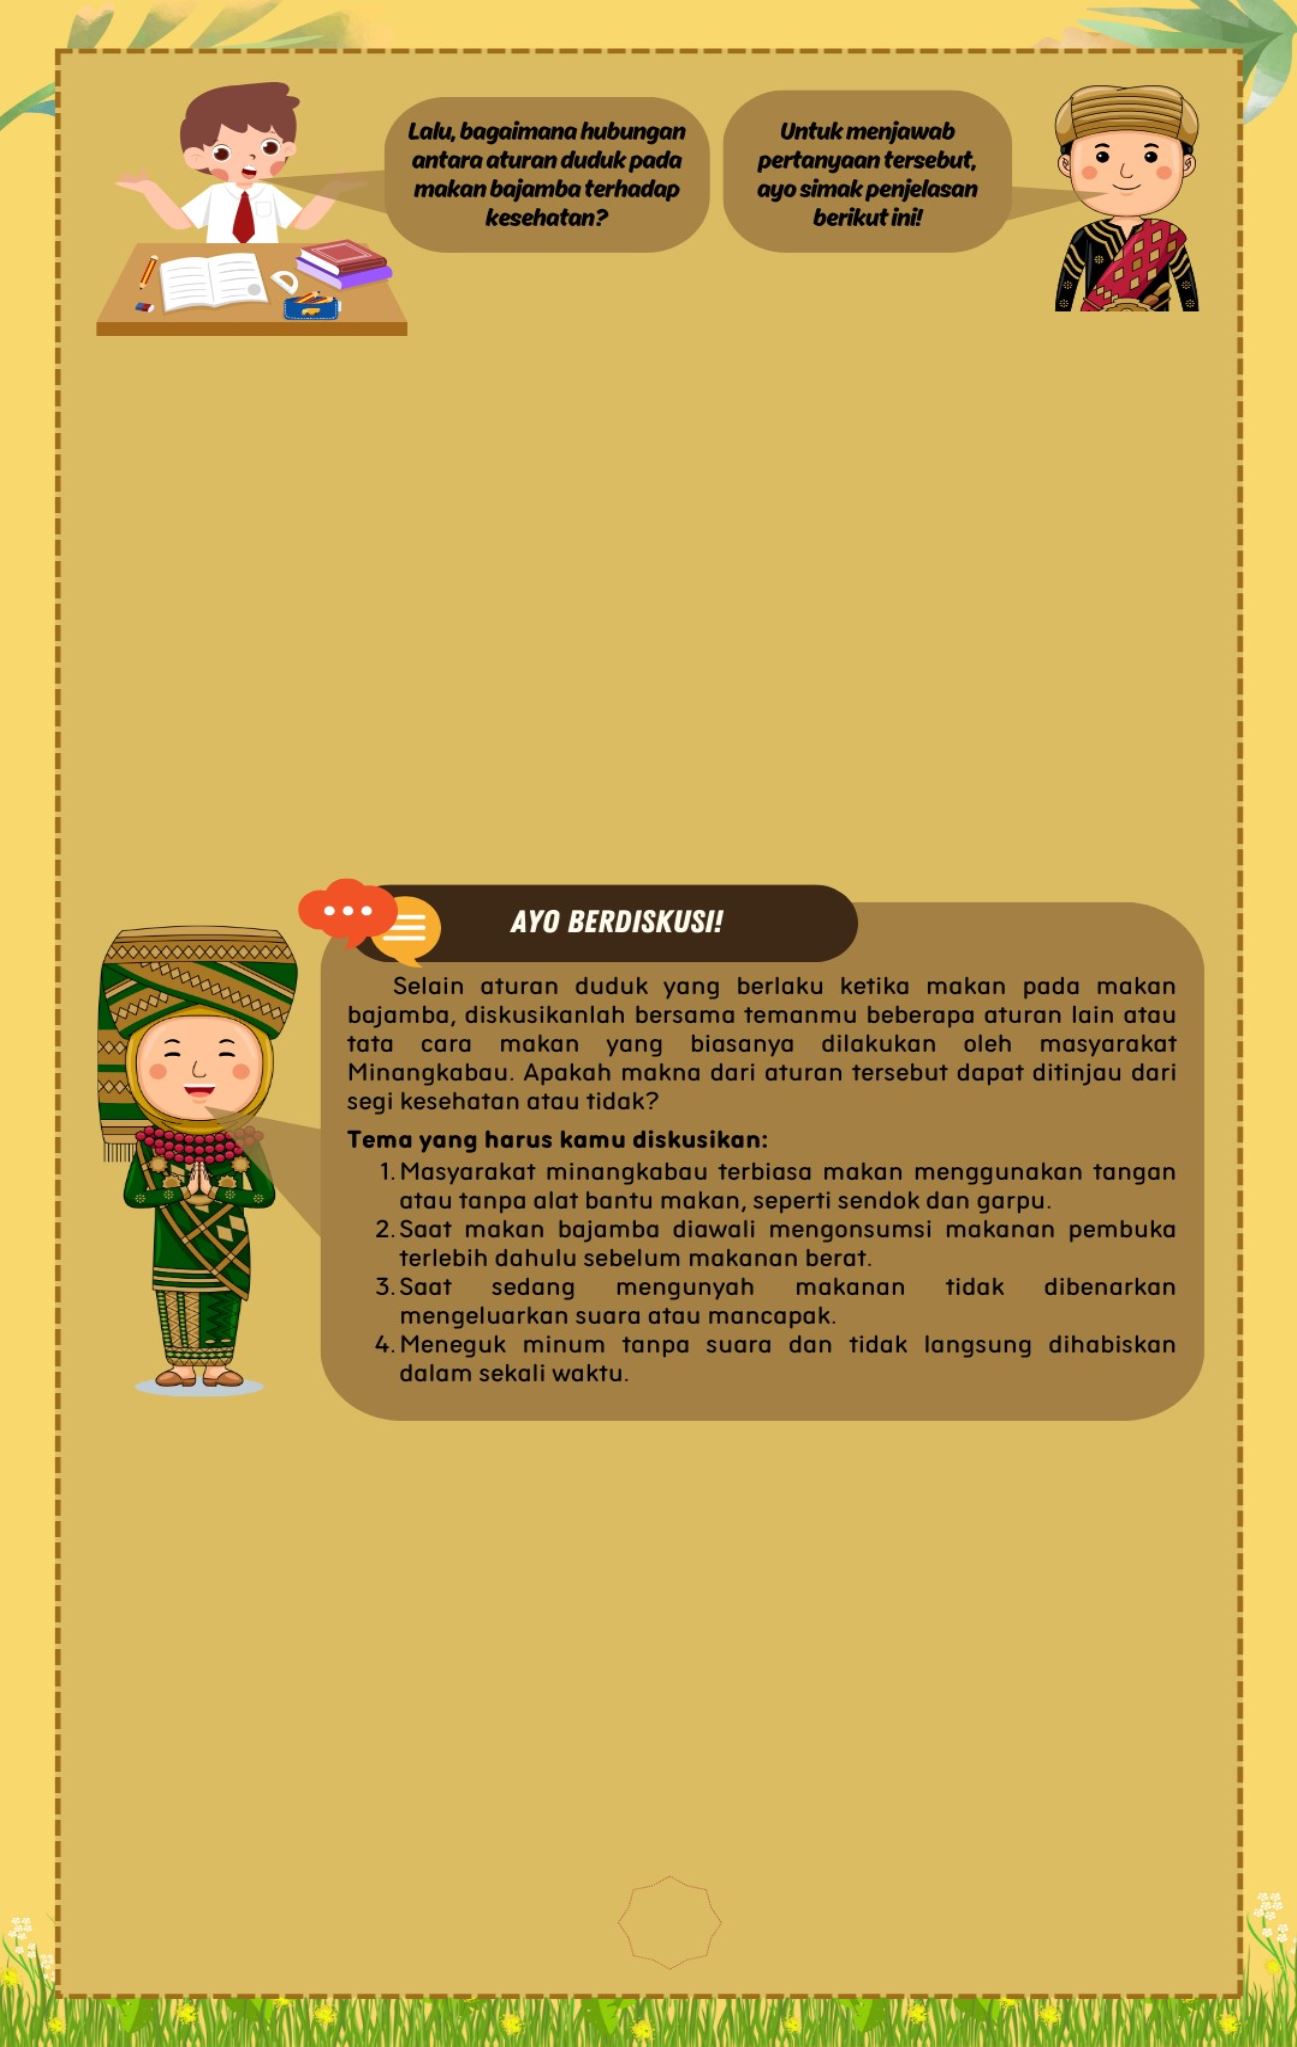 Lalu, bagaimana hubungan
antara aturan duduk pada
makan bajamba terhadap
kesehatan?
Untuk menjawab
pertanyaan tersebut,
ayo simak penjelasan
berikut ini!
AYO BERDISKUSI!
Selain aturan duduk yang berlaku ketika makan pada makan
bajamba, diskusikanlah bersama temanmu beberapa aturan lain atau
tata cara makan yang biasanya dilakukan oleh masyarakat
Minangkabau. Apakah makna dari aturan tersebut dapat ditinjau dari
segi kesehatan atau tidak?
Tema yang harus kamu diskusikan:
1. Masyarakat minangkabau terbiasa makan menggunakan tangan
atau tanpa alat bantu makan, seperti sendok dan garpu.
2. Saat makan bajamba diawali mengonsumsi makanan pembuka
terlebih dahulu sebelum makanan berat.
3. Saat sedang mengunyah makanan tidak dibenarkan
mengeluarkan suara atau mancapak.
4. Meneguk minum tanpa suara dan tidak langsung dihabiskan
dalam sekali waktu.